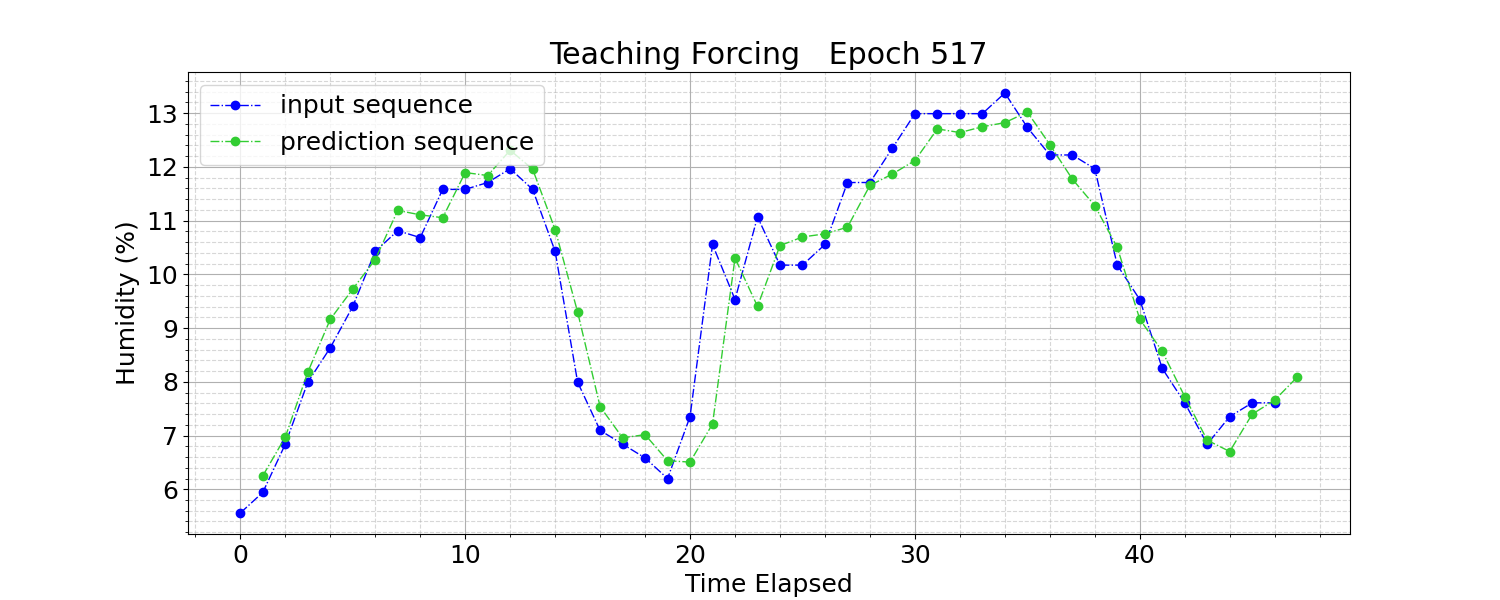 Teaching Forcing   Epoch 517
input sequence
prediction sequence
Humidity (%)
13
12
11
10
9
8
7
6
0 10 20 30 40
Time Elapsed